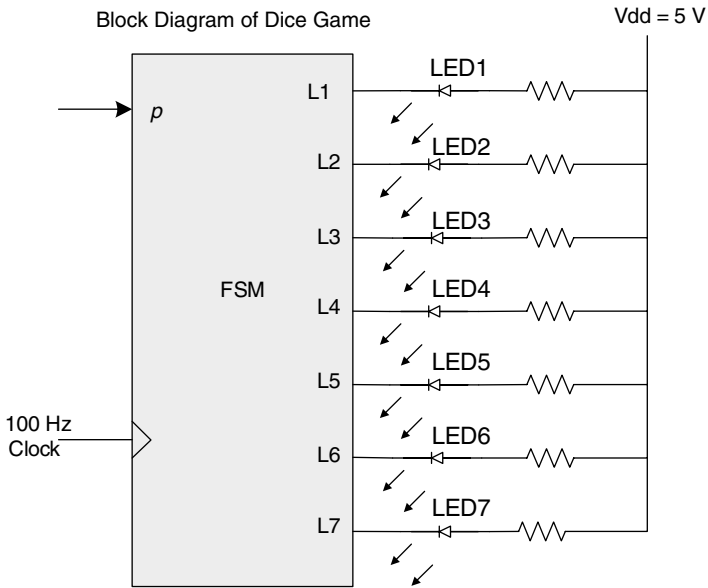 Block Diagram of Dice Game
Vdd = 5 V
p
FSM
100 Hz
Clock
L1
LED1
L2
LED2
L3
LED3
L4
LED4
L5
LED5
L6
LED6
L7
LED7